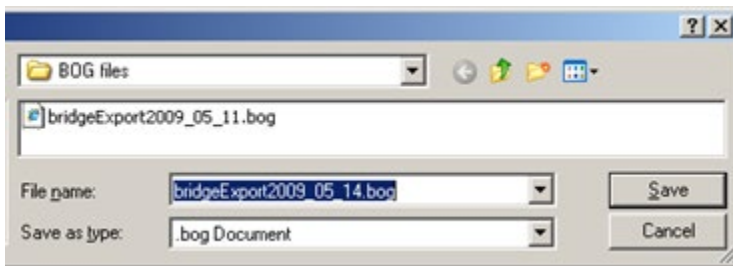 BOG files
bridgeExport2009_05_11.bog
File name:
bridgeExport2009_05_14.bog
Save
Save as type:
.bog Document
Cancel